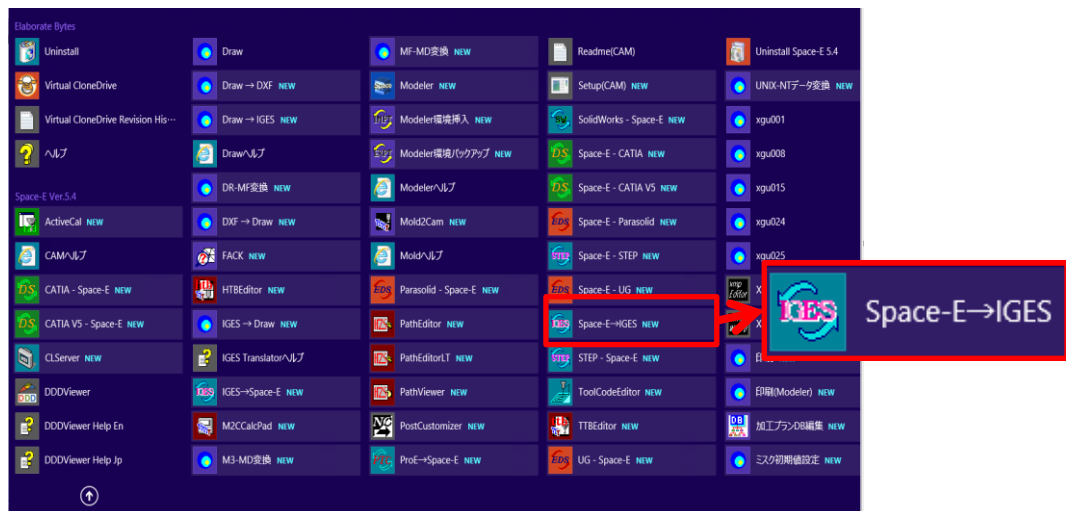 Elaborate Bytes
Uninstall
Virtual CloneDrive
Virtual CloneDrive Revision His…
ヘルプ
Space-E Ver.5.4
ActiveCal NEW
CAMヘルプ
CATIA - Space-E NEW
CATIA V5 - Space-E NEW
CLServer NEW
DDDViewer
DDDViewer Help En
DDDViewer Help Jp
Draw
Draw → DXF NEW
Draw → IGES NEW
Drawヘルプ
DR-MF変換 NEW
DXF → Draw NEW
FACK NEW
HTBEditor NEW
IGES → Draw NEW
IGES Translatorヘルプ
IGES→Space-E NEW
M2CCalcPad NEW
M3-MD変換 NEW
MF-MD変換 NEW
Modeler NEW
Modeler環境挿入 NEW
Modeler環境バックアップ NEW
Modelerヘルプ
Mold2Cam NEW
Moldヘルプ
Parasolid - Space-E NEW
PathEditor NEW
PathEditorLT NEW
PathViewer NEW
PostCustomizer NEW
ProE→Space-E NEW
Readme(CAM)
Setup(CAM) NEW
SolidWorks - Space-E NEW
Space-E - CATIA NEW
Space-E - CATIA V5 NEW
Space-E - Parasolid NEW
Space-E - STEP NEW
Space-E - UG NEW
Space-E→IGES NEW
STEP - Space-E NEW
ToolCodeEditor NEW
TTBEditor NEW
UG - Space-E NEW
Uninstall Space-E 5.4
UNIX-NTデータ変換 NEW
xgu001
xgu008
xgu015
xgu024
xgu025
X
X
印刷(Modeler) NEW
加工プランDB編集 NEW
ミスク初期値設定 NEW
IGES
Space-E→IGES